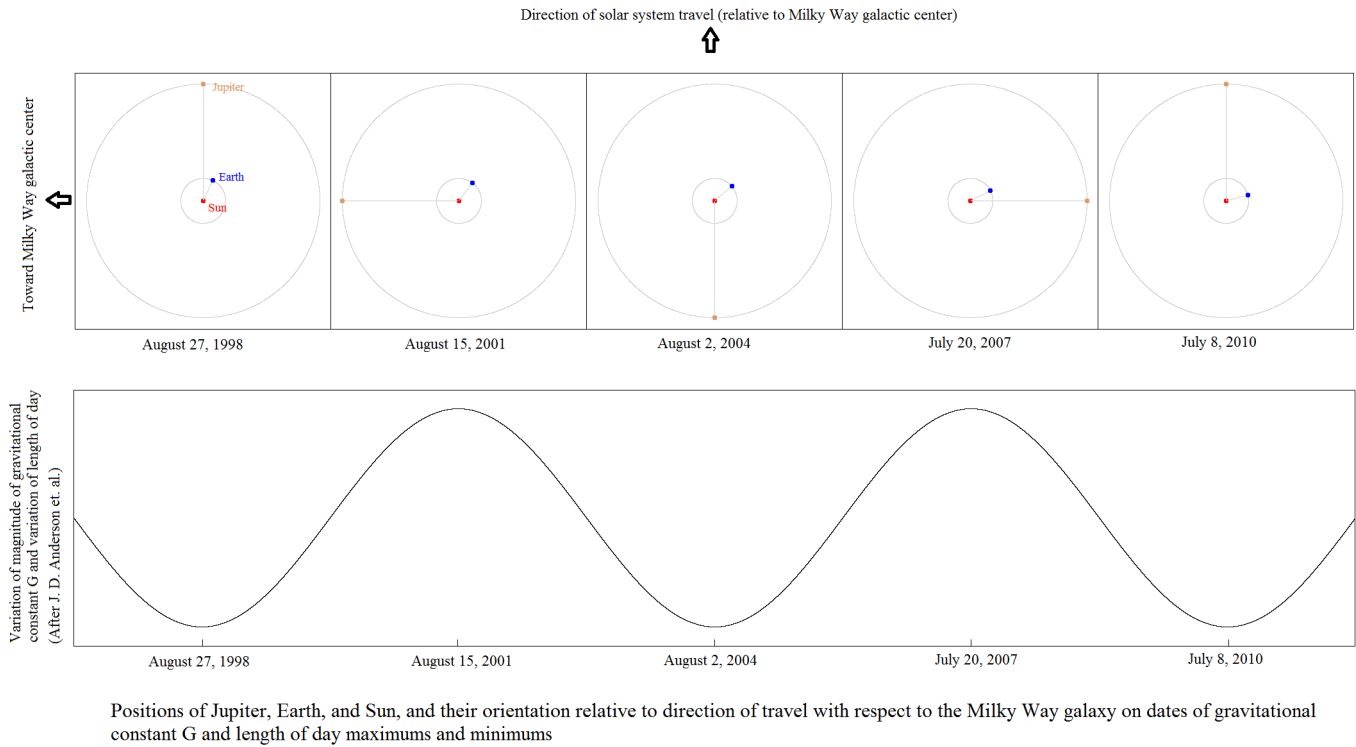 Direction of solar system travel (relative to Milky Way galactic center)
Toward Milky Way galactic center
Jupiter
Earth
Sun
August 27, 1998
August 15, 2001
August 2, 2004
July 20, 2007
July 8, 2010
Variation of magnitude of gravitational
constant G and variation of length of day
(After J. D. Anderson et. al.)
August 27, 1998
August 15, 2001
August 2, 2004
July 20, 2007
July 8, 2010
Positions of Jupiter, Earth, and Sun, and their orientation relative to direction of travel with respect to the Milky Way galaxy on dates of gravitational
constant G and length of day maximums and minimums